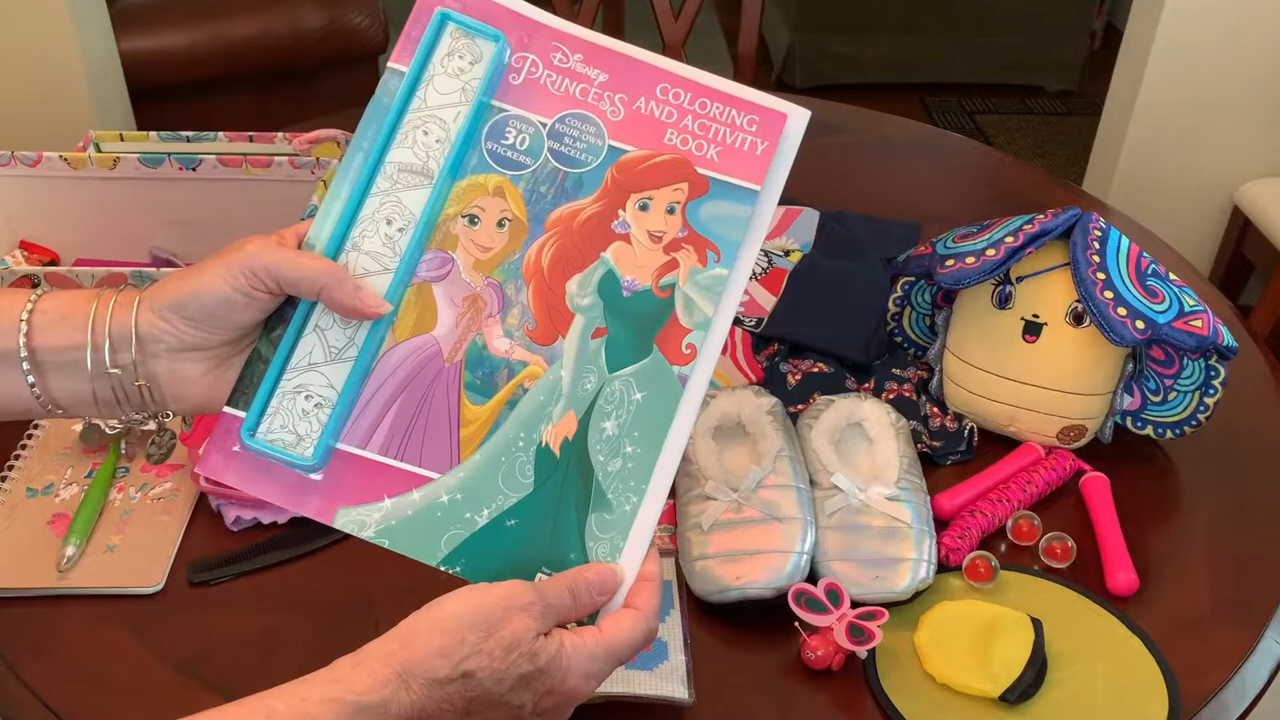 Disney
PRINCESS
COLORING
AND ACTIVITY
BOOK
OVER
30
STICKERS!
COLOR-
YOUR-OWN
SLAP
BRACELET!